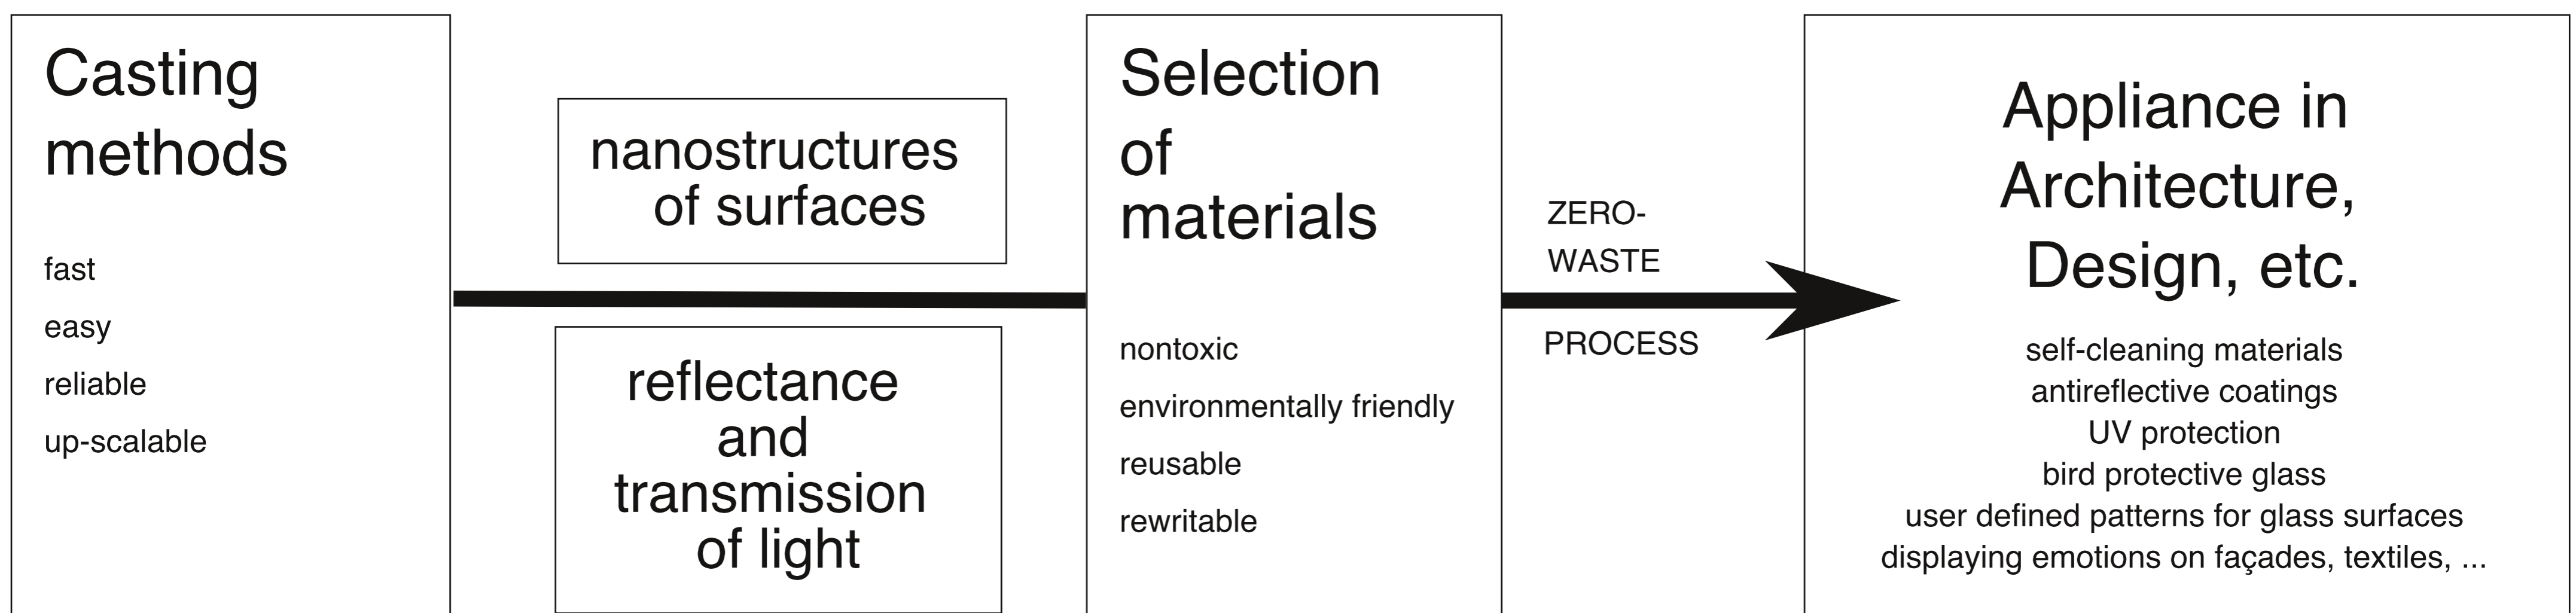 Casting
methods
fast
easy
reliable
up-scalable
nanostructures
of surfaces
reflectance
and
transmission
of light
Selection
of
materials
nontoxic
environmentally friendly
reusable
rewritable
ZERO-
WASTE
PROCESS
Appliance in
Architecture,
Design, etc.
self-cleaning materials
antireflective coatings
UV protection
bird protective glass
user defined patterns for glass surfaces
displaying emotions on façades, textiles, ...